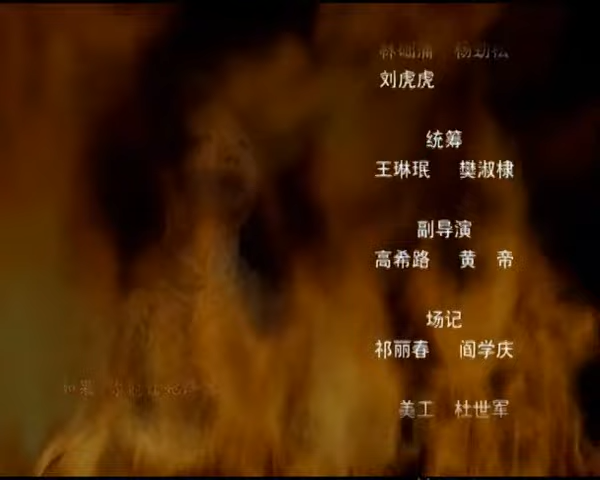 刘虎虎
统筹
王琳珉 樊淑棣
副导演
高希路 黄 帝
场记
祁丽春 阎学庆
美工 杜世军